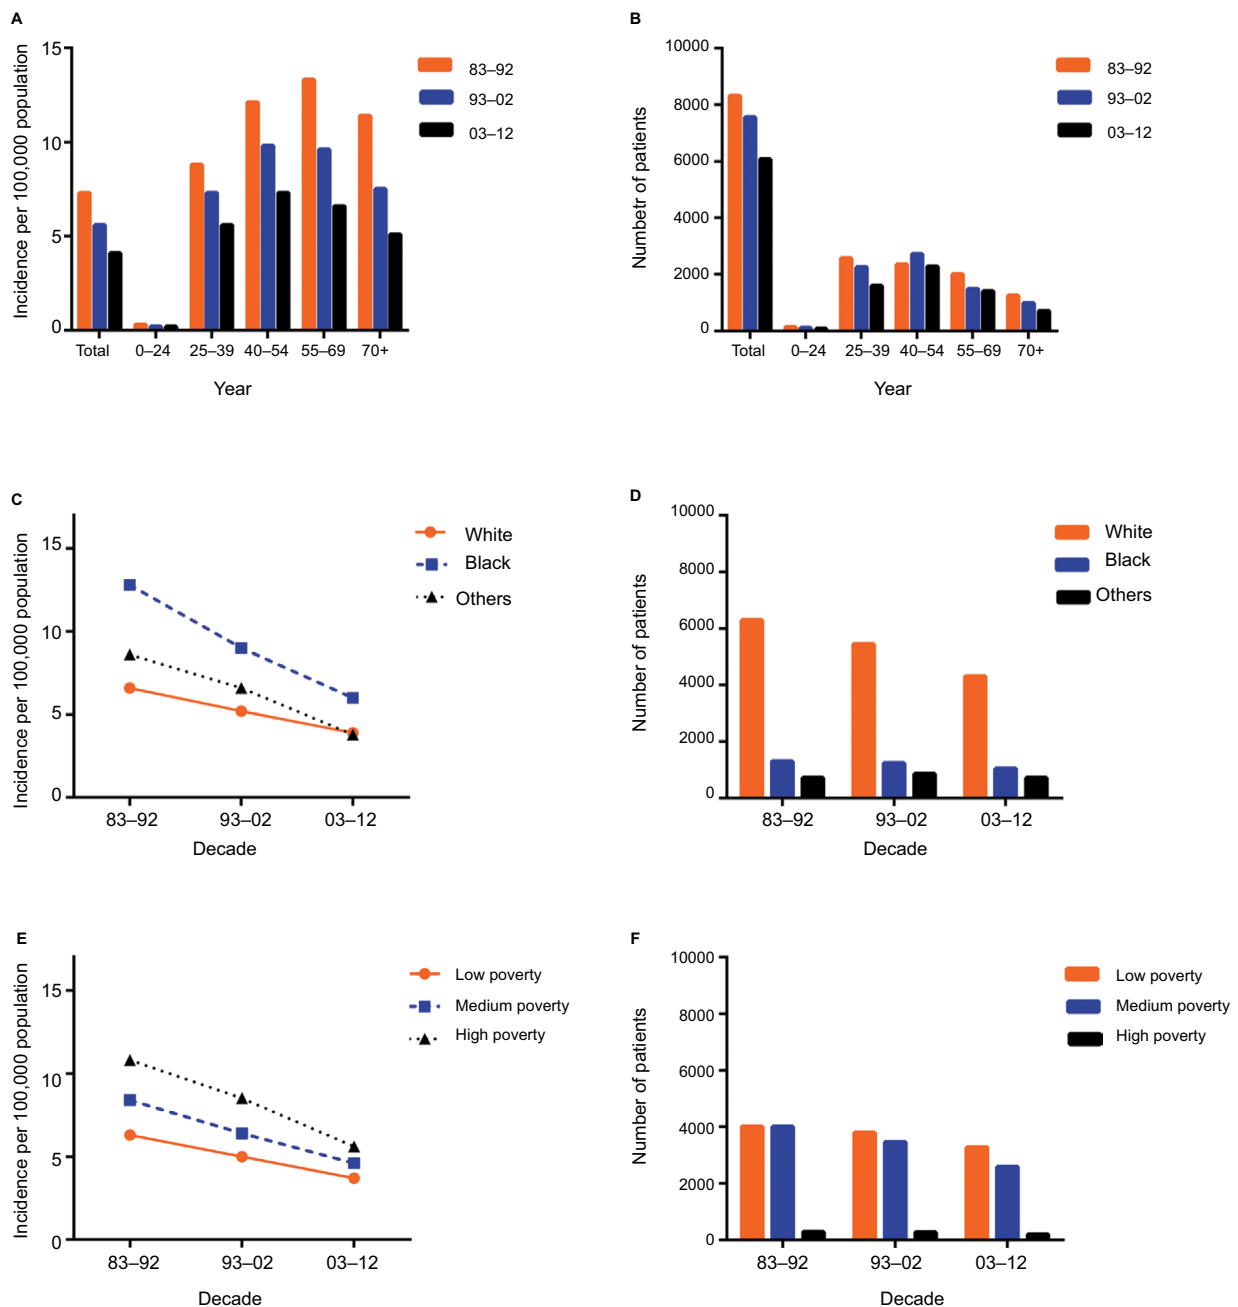 A
Incidence per 100,000 population
15
10
5
0
Total 0–24 25–39 40–54 55–69 70+
Year
83–92
93–02
03–12
B
Numbetr of patients
10000
8000
6000
4000
2000
0
Total 0–24 25–39 40–54 55–69 70+
Year
83–92
93–02
03–12
C
Incidence per 100,000 population
15
10
5
0
83–92 93–02 03–12
Decade
White
Black
Others
D
Number of patients
10000
8000
6000
4000
2000
0
83–92 93–02 03–12
Decade
White
Black
Others
E
Incidence per 100,000 population
15
10
5
0
83–92 93–02 03–12
Decade
Low poverty
Medium poverty
High poverty
F
Number of patients
10000
8000
6000
4000
2000
0
83–92 93–02 03–12
Decade
Low poverty
Medium poverty
High poverty